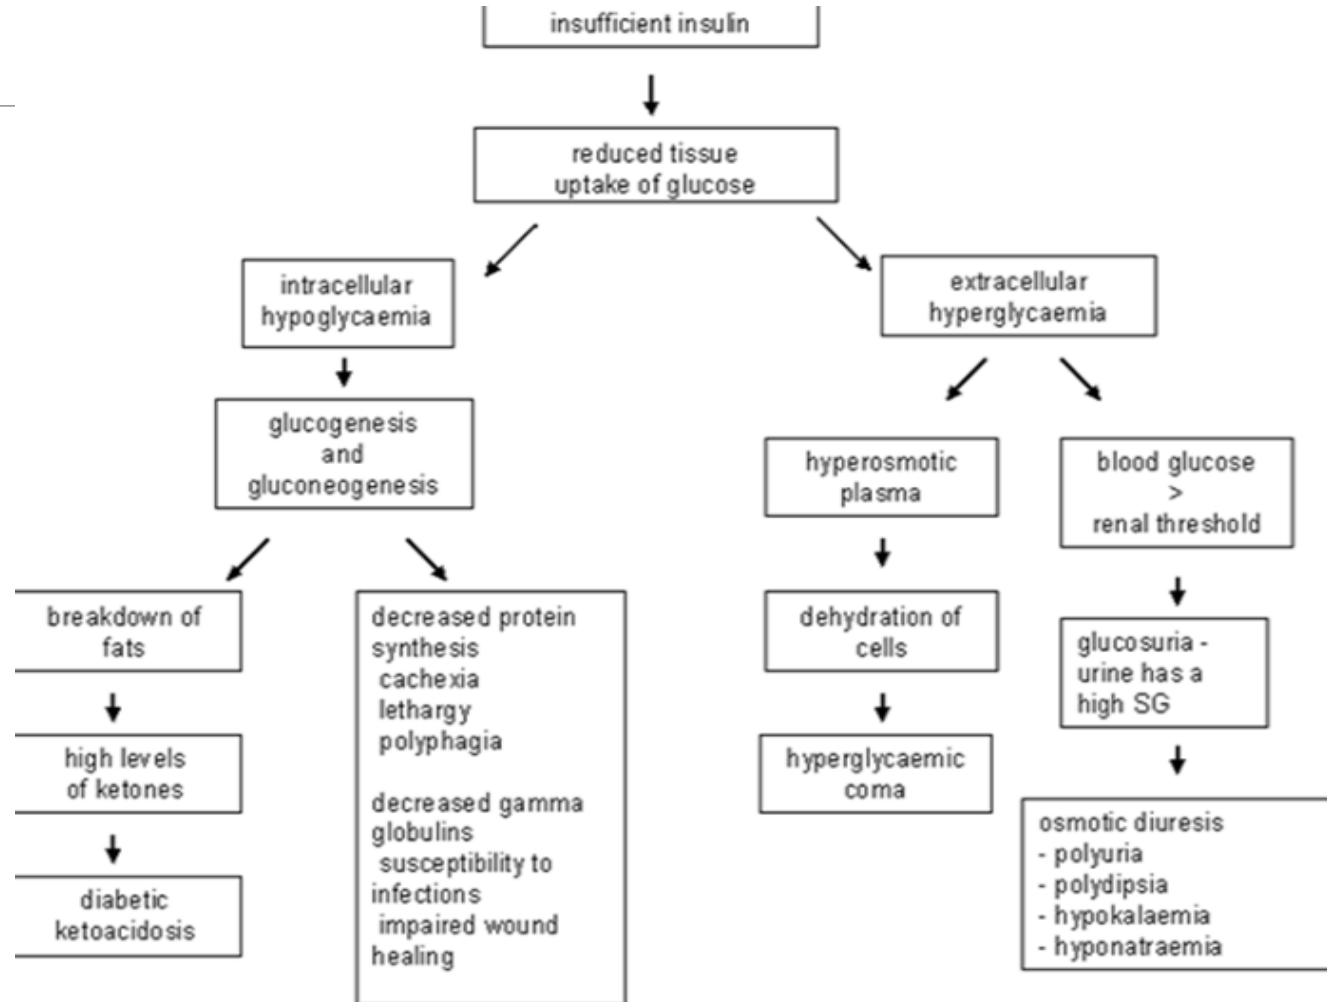 insufficient insulin
reduced tissue
uptake of glucose
intracellular
hypoglycaemia
extracellular
hyperglycaemia
glucogenesis
and
gluconeogenesis
hyperosmotic
plasma
blood glucose
>
renal threshold
breakdown of
fats
decreased protein
synthesis
cachexia
lethargy
polyphagia
decreased gamma
globulins
susceptibility to
infections
impaired wound
healing
dehydration of
cells
glucosuria -
urine has a
high SG
high levels
of ketones
hyperglycaemic
coma
diabetic
ketoacidosis
osmotic diuresis
- polyuria
- polydipsia
- hypokalaemia
- hyponatraemia